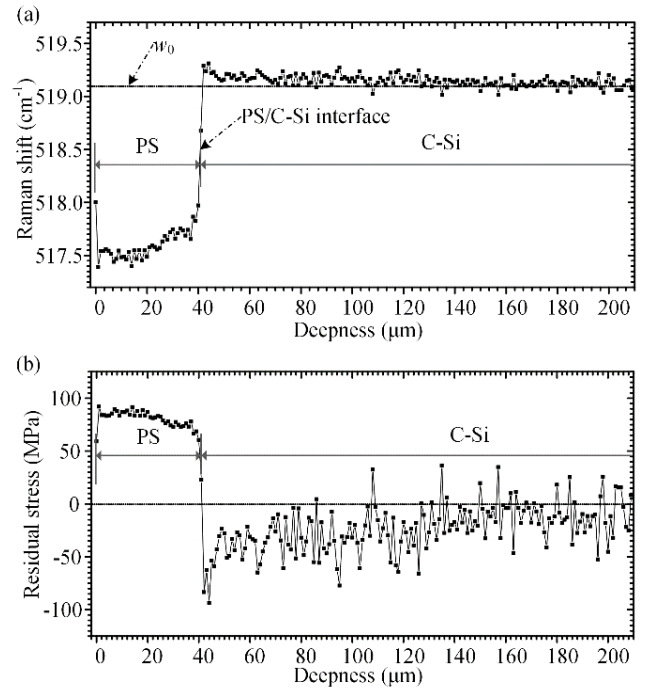 (a)
519.5
w0
519.0
PS/C-Si interface
PS
C-Si
518.5
518.0
517.5
Raman shift (cm-1)
0 20 40 60 80 100 120 140 160 180 200
Deepness (μm)
(b)
100
PS
C-Si
50
0
-50
-100
Residual stress (MPa)
0 20 40 60 80 100 120 140 160 180 200
Deepness (μm)